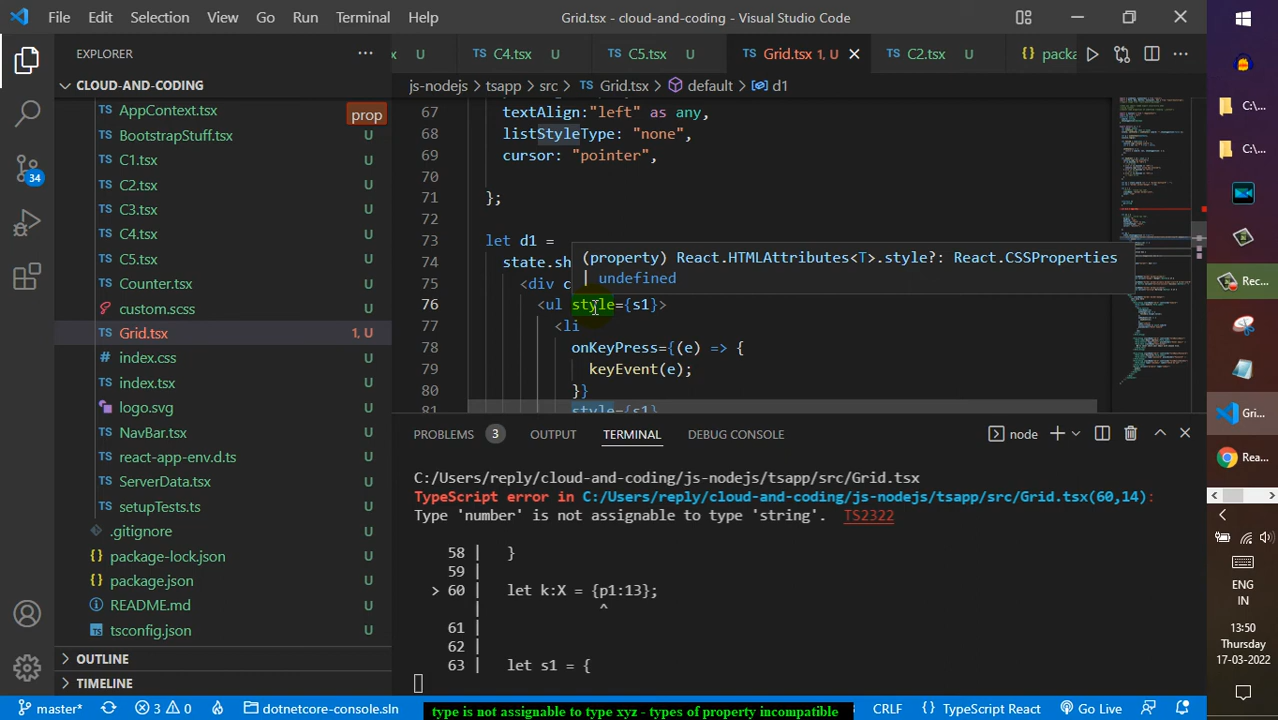 File Edit Selection View Go Run Terminal Help Grid.tsx - cloud-and-coding - Visual Studio Code
EXPLORER
U TS C4.tsx U TS C5.tsx U TS Grid.tsx 1, U TS C2.tsx U {} packa
CLOUD-AND-CODING
js-nodejs > tsapp > src > TS Grid.tsx > default > d1
prop
AppContext.tsx
TS BootstrapStuff.tsx U
TS C1.tsx U
TS C2.tsx U
TS C3.tsx U
TS C4.tsx U
TS C5.tsx U
TS Counter.tsx U
custom.scss U
TS Grid.tsx 1, U
# index.css U
TS index.tsx U
logo.svg U
TS NavBar.tsx U
TS react-app-env.d.ts U
TS ServerData.tsx U
TS setupTests.ts U
.gitignore U
{} package-lock.json U
{} package.json U
README.md U
tsconfig.json U
OUTLINE
TIMELINE
34
67 textAlign:"left" as any,
68 listStyleType: "none",
69 cursor: "pointer",
70
71 };
72
73 let d1 =
74 state.sh
75 <div c
(property) React.HTMLAttributes<T>.style?: React.CSSProperties
| undefined
76 <ul style={s1}>
77 <li
78 onKeyPress={(e) => {
79 keyEvent(e);
80 }}
81 style={s1}
PROBLEMS 3 OUTPUT TERMINAL DEBUG CONSOLE node
C:/Users/reply/cloud-and-coding/js-nodejs/tsapp/src/Grid.tsx
TypeScript error in C:/Users/reply/cloud-and-coding/js-nodejs/tsapp/src/Grid.tsx(60,14):
Type 'number' is not assignable to type 'string'. TS2322
58 | }
59 |
> 60 | let k:X = {p1:13};
| ^
61 |
62 |
63 | let s1 = {
master* 3 0 dotnetcore-console.sln type is not assignable to type xyz - types of property incompatible CRLF {} TypeScript React Go Live
C:\...
C:\...
Rec...
Gri...
Rea...
ENG
IN
13:50
Thursday
17-03-2022